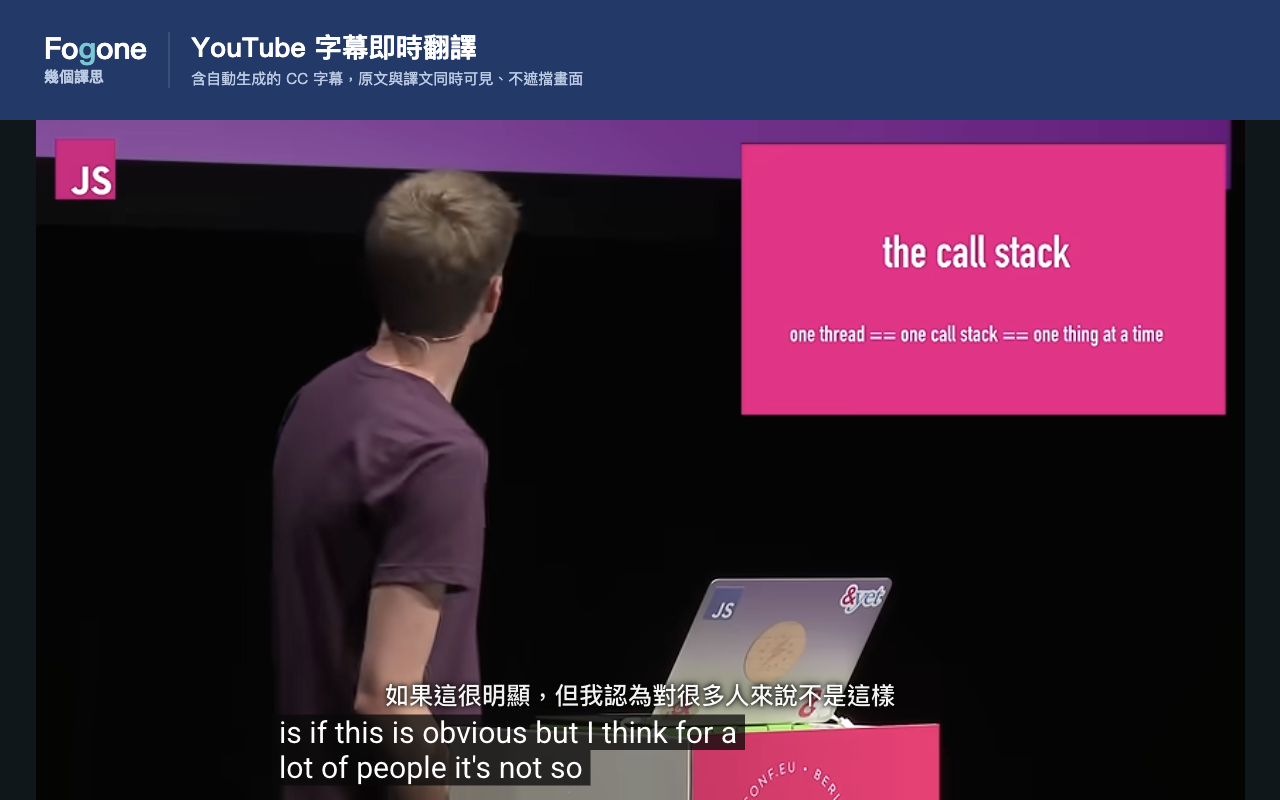 Fogone
幾個譯思
YouTube 字幕即時翻譯
含自動生成的 CC 字幕，原文與譯文同時可見、不遮擋畫面
JS
the call stack
one thread == one call stack == one thing at a time
JS
&yet
如果這很明顯，但我認為對很多人來說不是這樣
is if this is obvious but I think for a
lot of people it's not so
ONF.EU • BERL